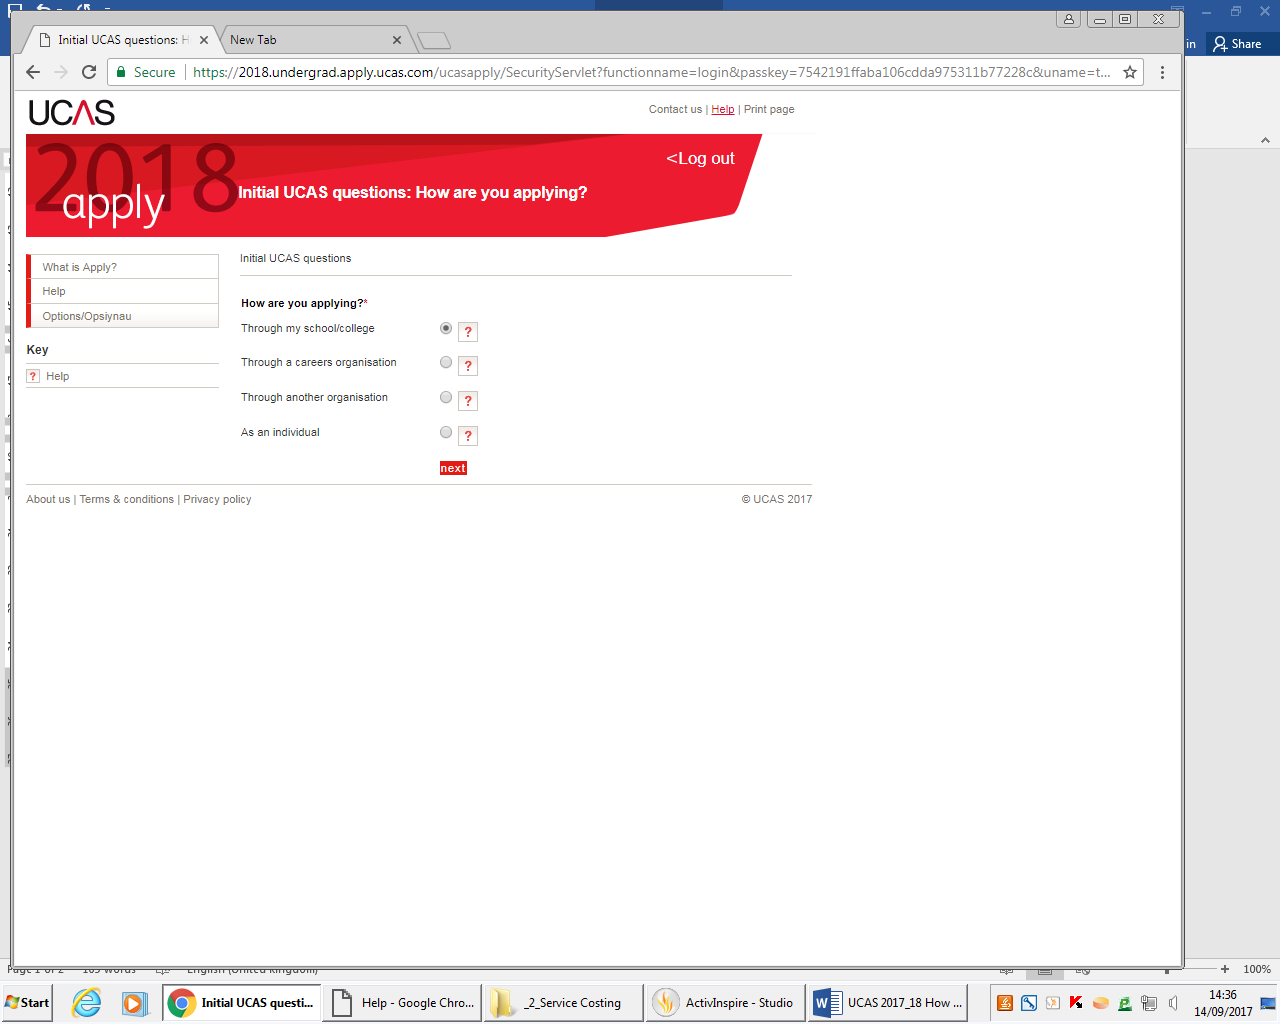 Initial UCAS questions: H
New Tab
in
Share
Secure
https://2018.undergrad.apply.ucas.com/ucasapply/SecurityServlet?functionname=login&passkey=7542191ffaba106cdda975311b77228c&uname=t...
UCAS
Contact us | Help | Print page
2018
apply
<Log out
Initial UCAS questions: How are you applying?
What is Apply?
Help
Options/Opsiynau
Key
? Help
Initial UCAS questions
How are you applying?*
Through my school/college ?
Through a careers organisation ?
Through another organisation ?
As an individual ?
next
About us | Terms & conditions | Privacy policy
© UCAS 2017
100%
Start
Initial UCAS questi...
Help - Google Chro...
_2_Service Costing
ActivInspire - Studio
UCAS 2017_18 How ...
14:36
14/09/2017